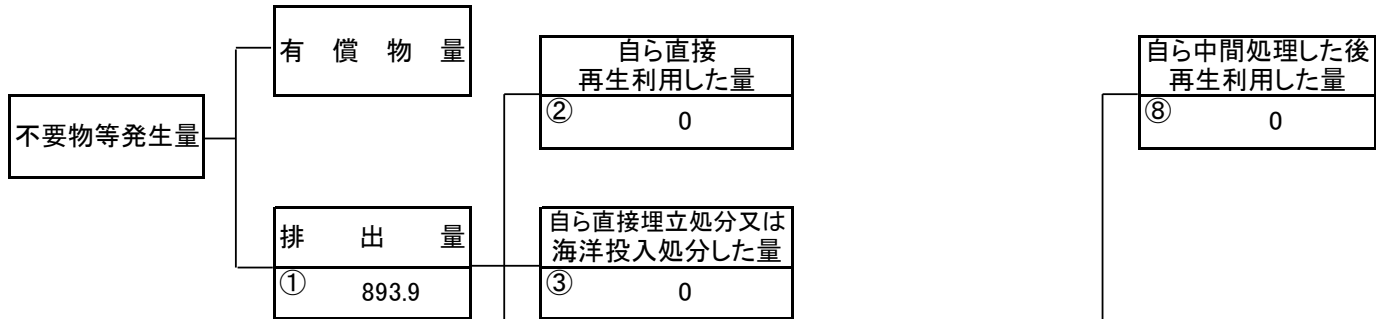 有償物量
自ら直接
再生利用した量
② 0
自ら中間処理した後
再生利用した量
⑧ 0
不要物等発生量
排出量
① 893.9
自ら直接埋立処分又は
海洋投入処分した量
③ 0